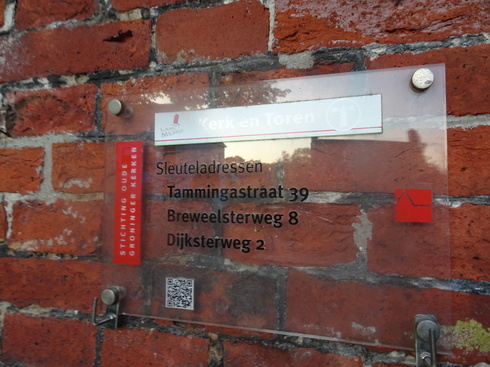 Kerk en Toren
Sleuteladressen
Tammingastraat 39
Breweelsterweg 8
Dijksterweg 2
STICHTING OUDE
GRONINGER KERKEN